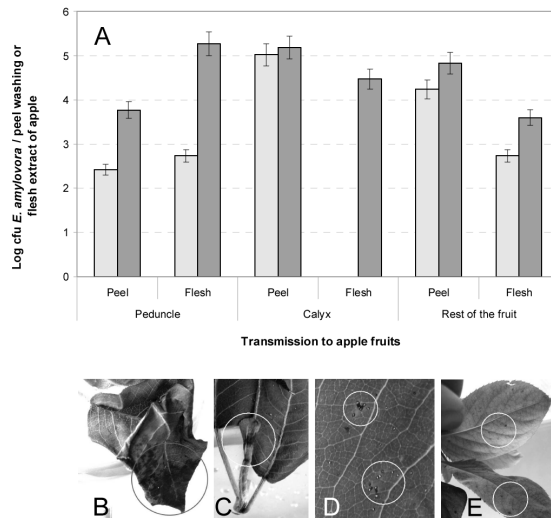 A
Log cfu E. amylovora / peel washing or
flesh extract of apple
6
5
4
3
2
1
0
Peel Flesh Peel Flesh Peel Flesh
Peduncle Calyx Rest of the fruit
Transmission to apple fruits
B C D E